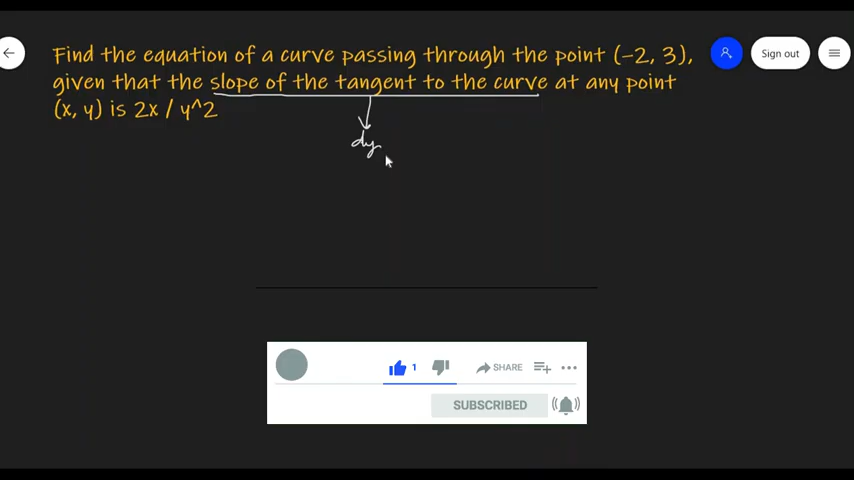 Find the equation of a curve passing through the point (-2, 3),
given that the slope of the tangent to the curve at any point
(x, y) is 2x / y^2
Sign out
dy
1
SHARE
SUBSCRIBED